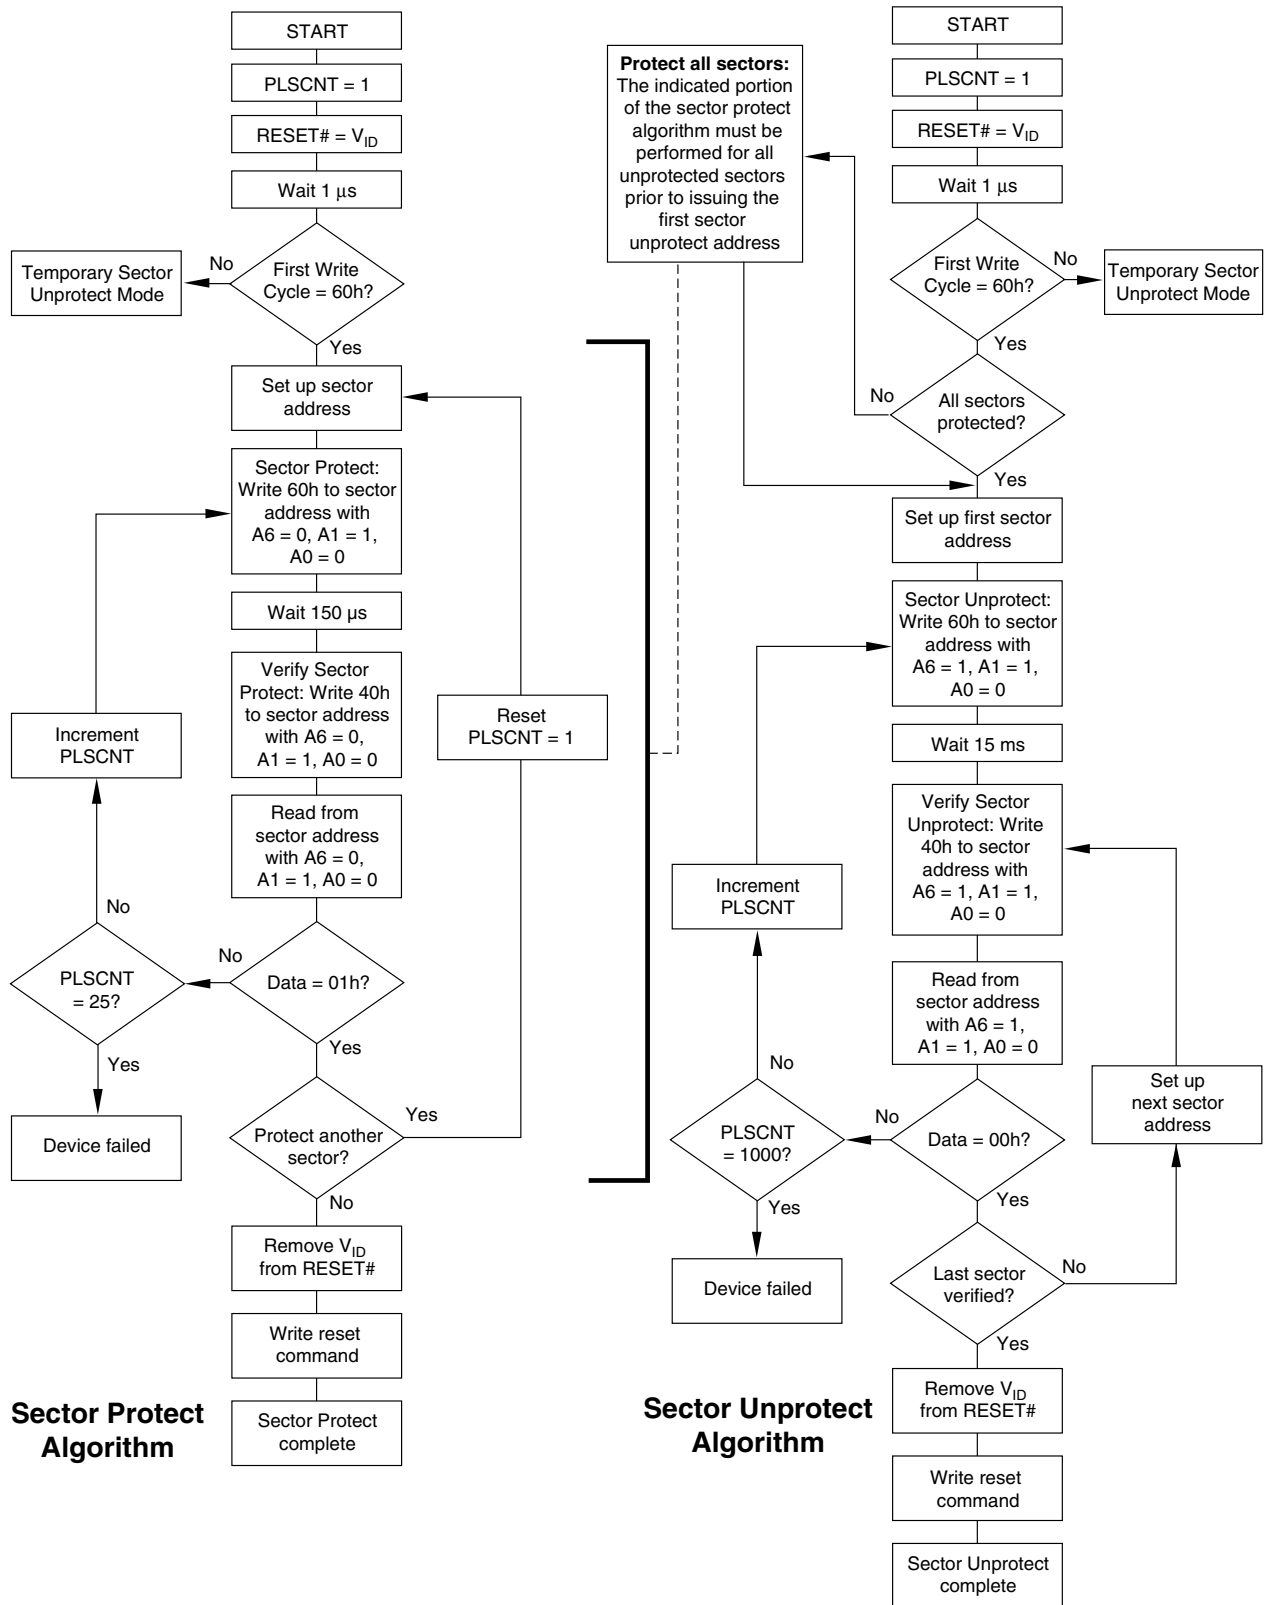 START
PLSCNT = 1
RESET# = VID
Wait 1 μs
First Write
Cycle = 60h?
No
Temporary Sector
Unprotect Mode
Yes
Set up sector
address
Sector Protect:
Write 60h to sector
address with
A6 = 0, A1 = 1,
A0 = 0
Wait 150 µs
Verify Sector
Protect: Write 40h
to sector address
with A6 = 0,
A1 = 1, A0 = 0
Increment
PLSCNT
Reset
PLSCNT = 1
Read from
sector address
with A6 = 0,
A1 = 1, A0 = 0
No
PLSCNT
= 25?
No
Data = 01h?
Yes
Yes
Device failed
Protect another
sector?
Yes
No
Remove VID
from RESET#
Write reset
command
Sector Protect
complete
Sector Protect
Algorithm
Protect all sectors:
The indicated portion
of the sector protect
algorithm must be
performed for all
unprotected sectors
prior to issuing the
first sector
unprotect address
START
PLSCNT = 1
RESET# = VID
Wait 1 μs
First Write
Cycle = 60h?
No
Temporary Sector
Unprotect Mode
Yes
No
All sectors
protected?
Yes
Set up first sector
address
Sector Unprotect:
Write 60h to sector
address with
A6 = 1, A1 = 1,
A0 = 0
Wait 15 ms
Verify Sector
Unprotect: Write
40h to sector
address with
A6 = 1, A1 = 1,
A0 = 0
Increment
PLSCNT
Read from
sector address
with A6 = 1,
A1 = 1, A0 = 0
No
Set up
next sector
address
PLSCNT
= 1000?
No
Data = 00h?
Yes
Yes
Device failed
Last sector
verified?
No
Yes
Remove VID
from RESET#
Write reset
command
Sector Unprotect
complete
Sector Unprotect
Algorithm